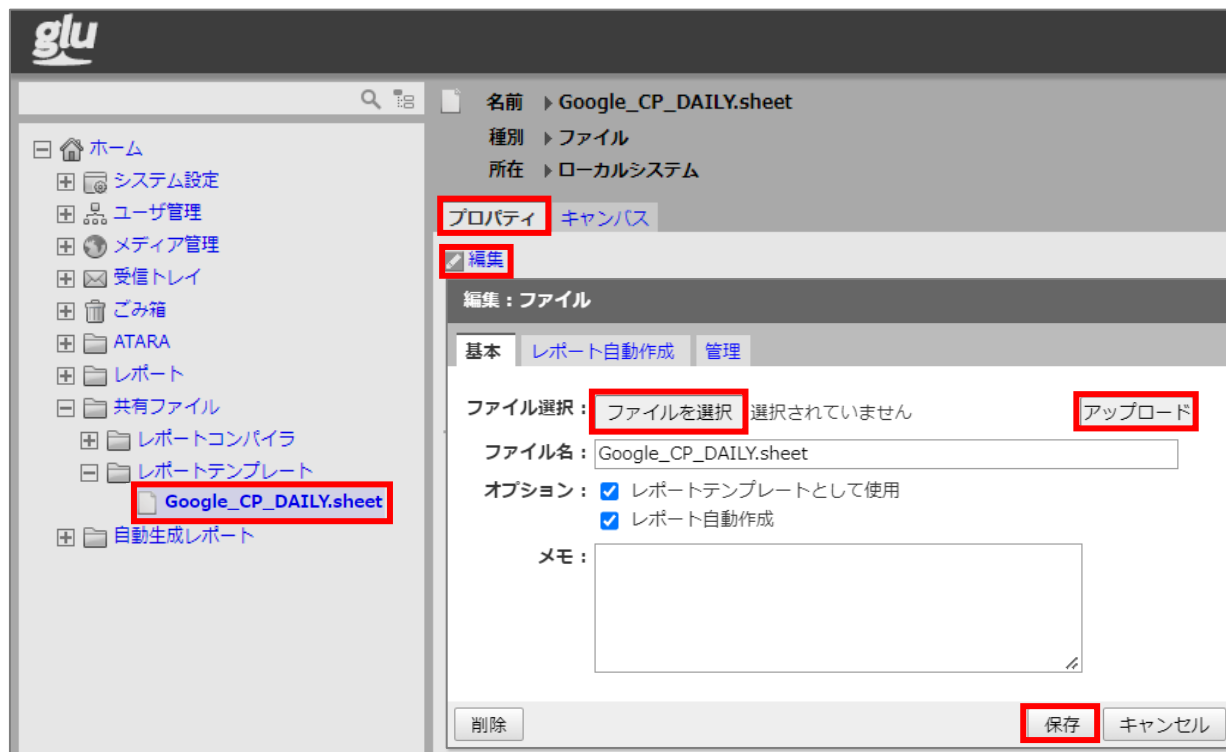 glu
ホーム
システム設定
ユーザ管理
メディア管理
受信トレイ
ごみ箱
ATARA
レポート
共有ファイル
レポートコンパイラ
レポートテンプレート
Google_CP_DAILY.sheet
自動生成レポート
名前 Google_CP_DAILY.sheet
種別 ファイル
所在 ローカルシステム
プロパティ キャンバス
編集
編集：ファイル
基本 レポート自動作成 管理
ファイル選択： ファイルを選択 選択されていません アップロード
ファイル名： Google_CP_DAILY.sheet
オプション： レポートテンプレートとして使用
レポート自動作成
メモ：
削除 保存 キャンセル